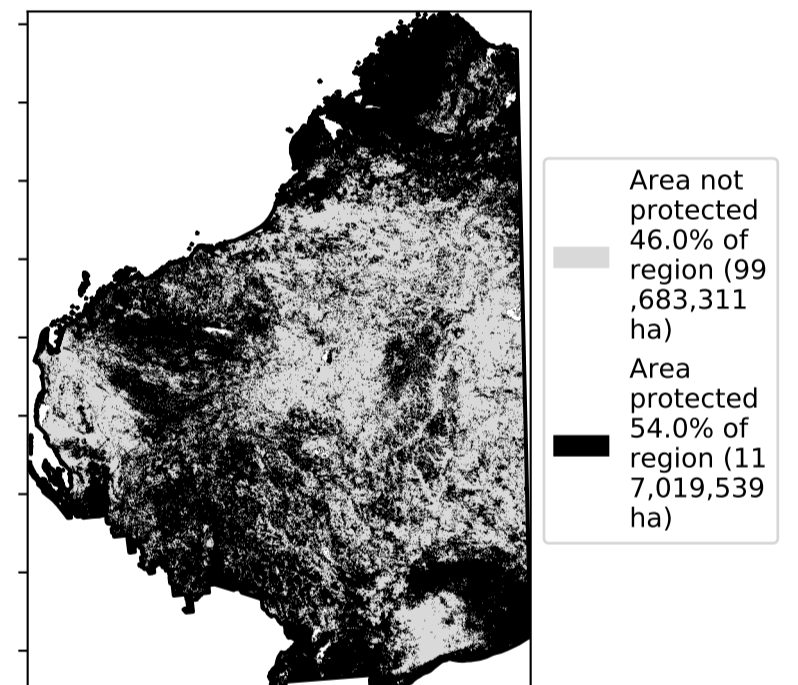 Area not
protected
46.0% of
region (99
,683,311
ha)
Area
protected
54.0% of
region (11
7,019,539
ha)